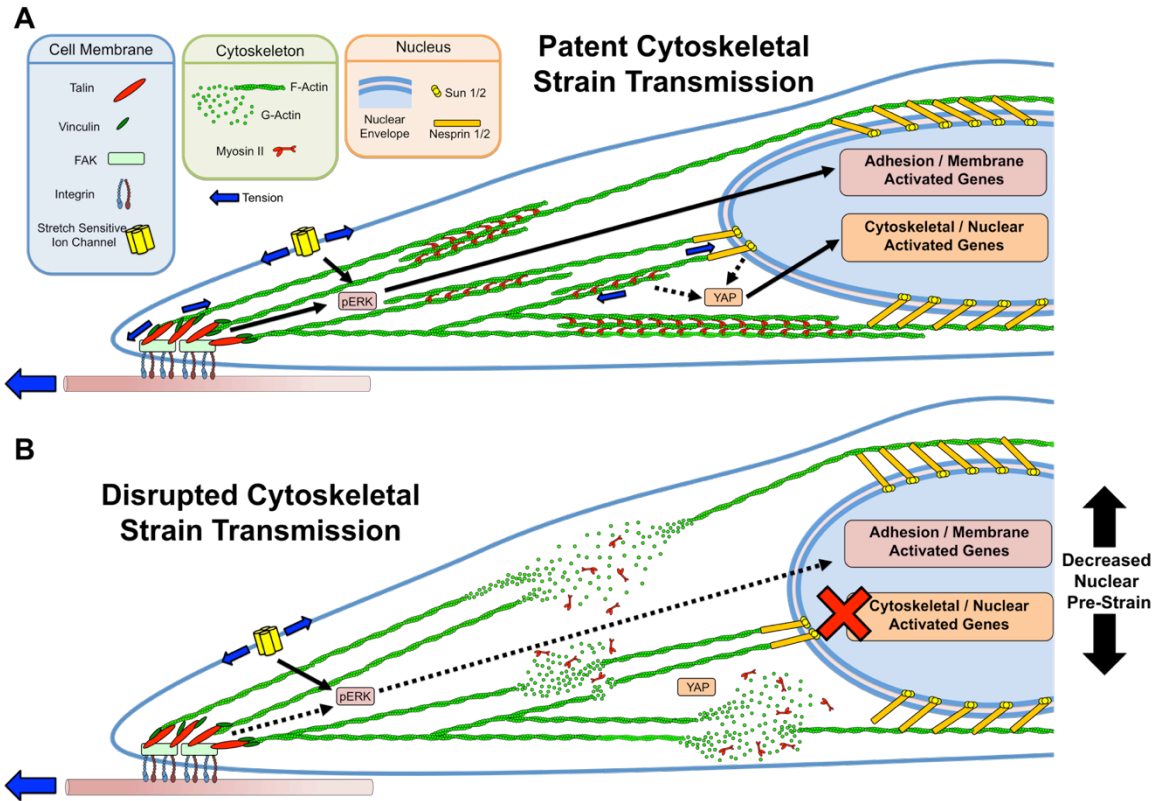 A
Cell Membrane
Talin
Vinculin
FAK
Integrin
Stretch Sensitive
Ion Channel
Cytoskeleton
F-Actin
G-Actin
Myosin II
Nucleus
Nuclear
Envelope
Sun 1/2
Nesprin 1/2
Tension
Patent Cytoskeletal
Strain Transmission
Adhesion / Membrane
Activated Genes
Cytoskeletal / Nuclear
Activated Genes
pERK
YAP
B
Disrupted Cytoskeletal
Strain Transmission
Adhesion / Membrane
Activated Genes
Cytoskeletal / Nuclear
Activated Genes
pERK
YAP
Decreased
Nuclear
Pre-Strain